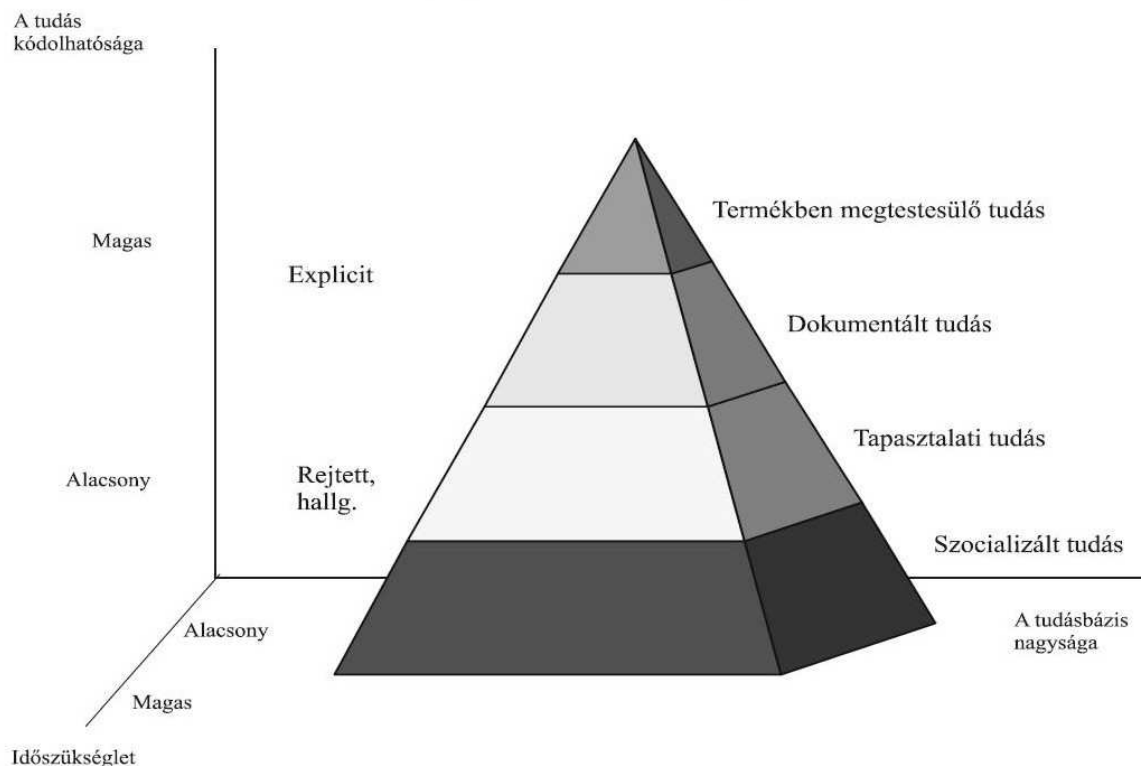 A tudás
kódolhatósága
Termékben megtestesülő tudás
Magas
Explicit
Dokumentált tudás
Tapasztalati tudás
Alacsony
Rejtett,
hallg.
Szocializált tudás
Alacsony
A tudásbázis
nagysága
Magas
Időszükséglet